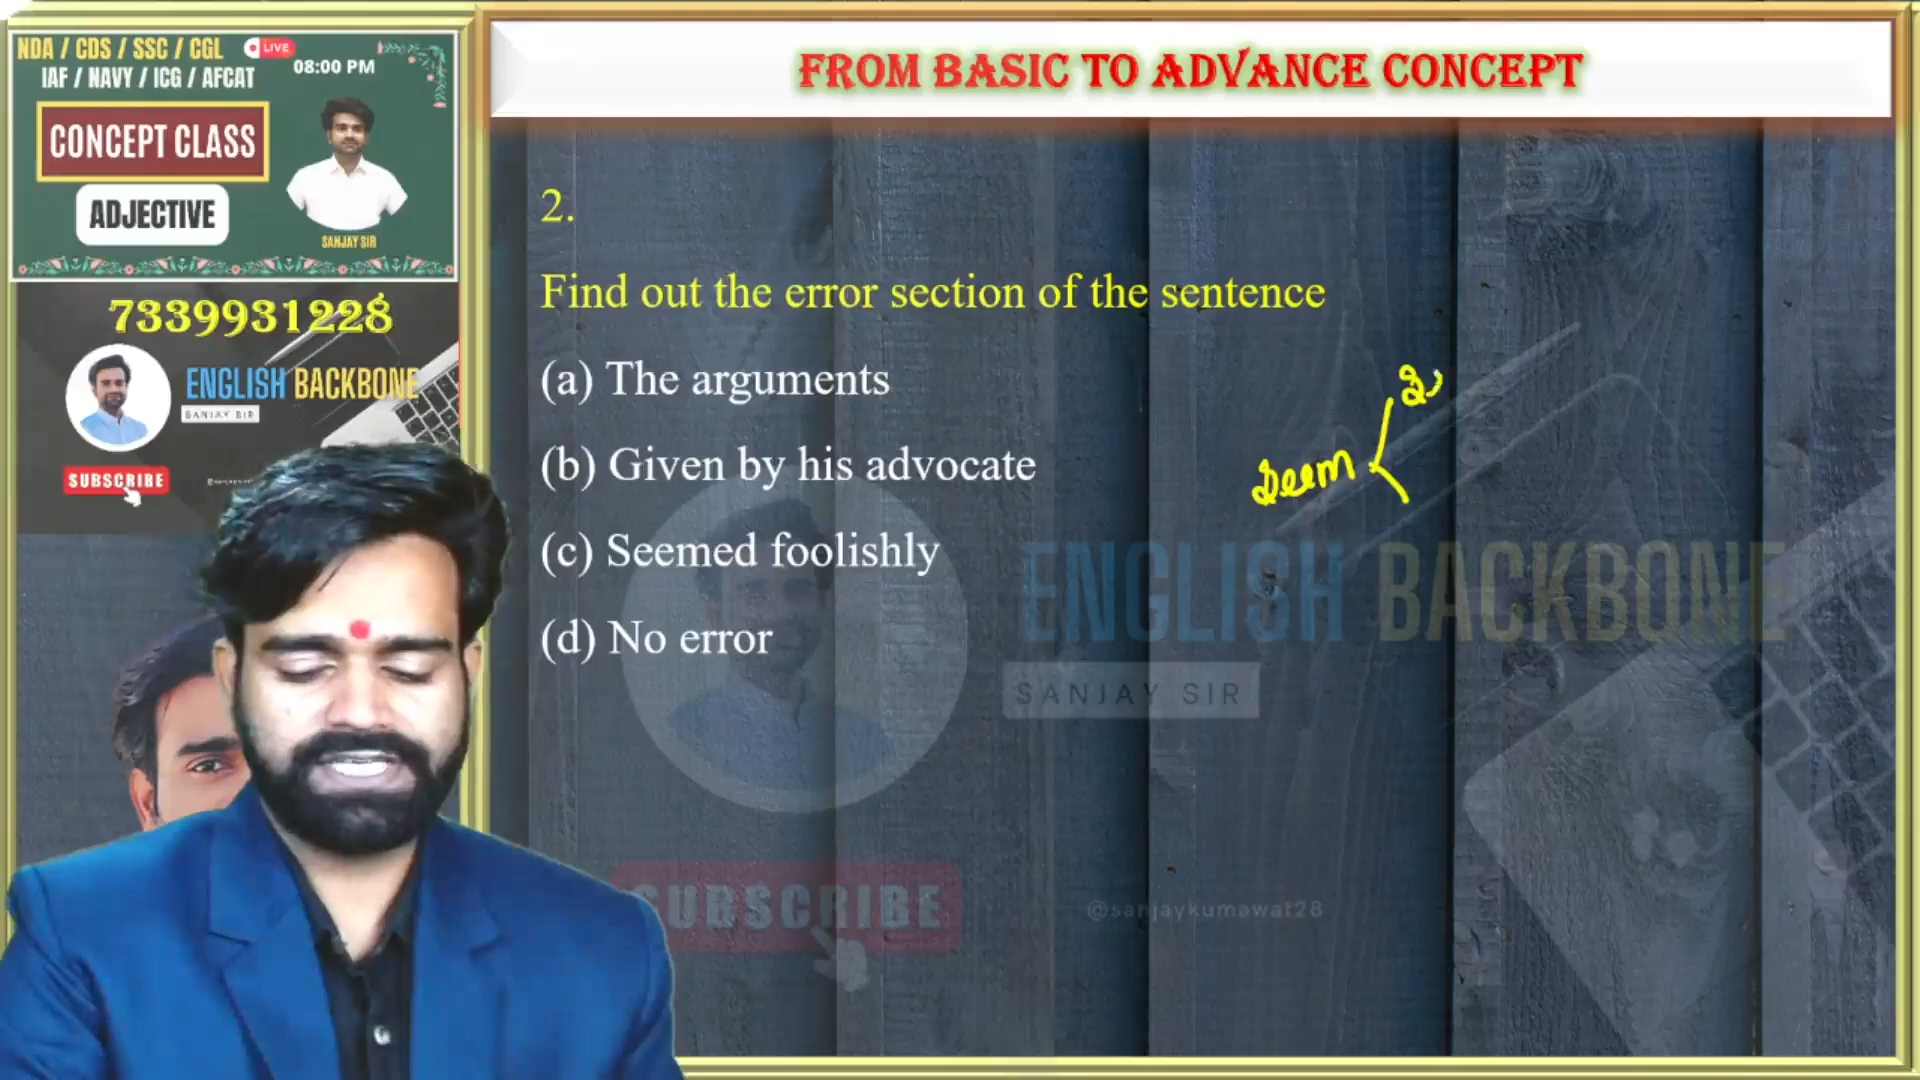 NDA / CDS / SSC / CGL
LIVE
IAF / NAVY / ICG / AFCAT
08:00 PM
CONCEPT CLASS
ADJECTIVE
SANJAY SIR
7339931228
ENGLISH BACKBONE
SANJAY SIR
SUBSCRIBE
FROM BASIC TO ADVANCE CONCEPT
2.
Find out the error section of the sentence
(a) The arguments
(b) Given by his advocate
(c) Seemed foolishly
(d) No error
Seem
ENGLISH BACKBONE
SANJAY SIR
SUBSCRIBE
@sanjaykumawat28